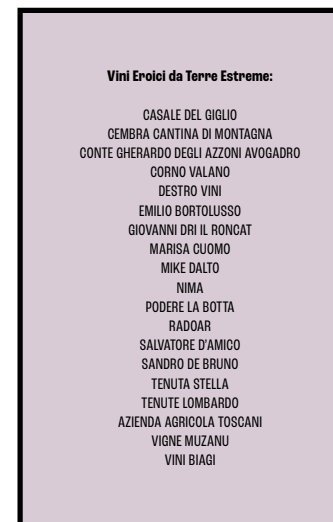 Vini Eroici da Terre Estreme:
CASALE DEL GIGLIO
CEMBRA CANTINA DI MONTAGNA
CONTE GHERARDO DEGLI AZZONI AVOGADRO
CORNO VALANO
DESTRO VINI
EMILIO BORTOLUSSO
GIOVANNI DRI IL RONCAT
MARISA CUOMO
MIKE DALTO
NIMA
PODERE LA BOTTA
RADOAR
SALVATORE D'AMICO
SANDRO DE BRUNO
TENUTA STELLA
TENUTE LOMBARDO
AZIENDA AGRICOLA TOSCANI
VIGNE MUZANU
VINI BIAGI